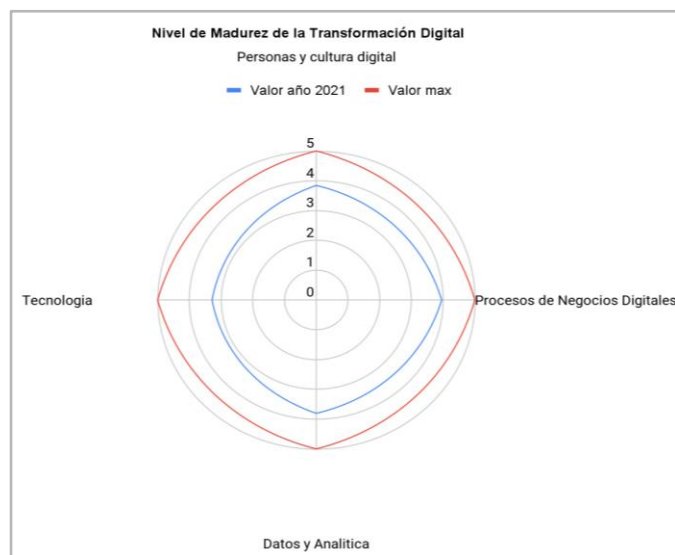 Nivel de Madurez de la Transformación Digital
Personas y cultura digital
Valor año 2021 Valor max
5
4
3
2
1
0
Tecnologia Procesos de Negocios Digitales
Datos y Analitica